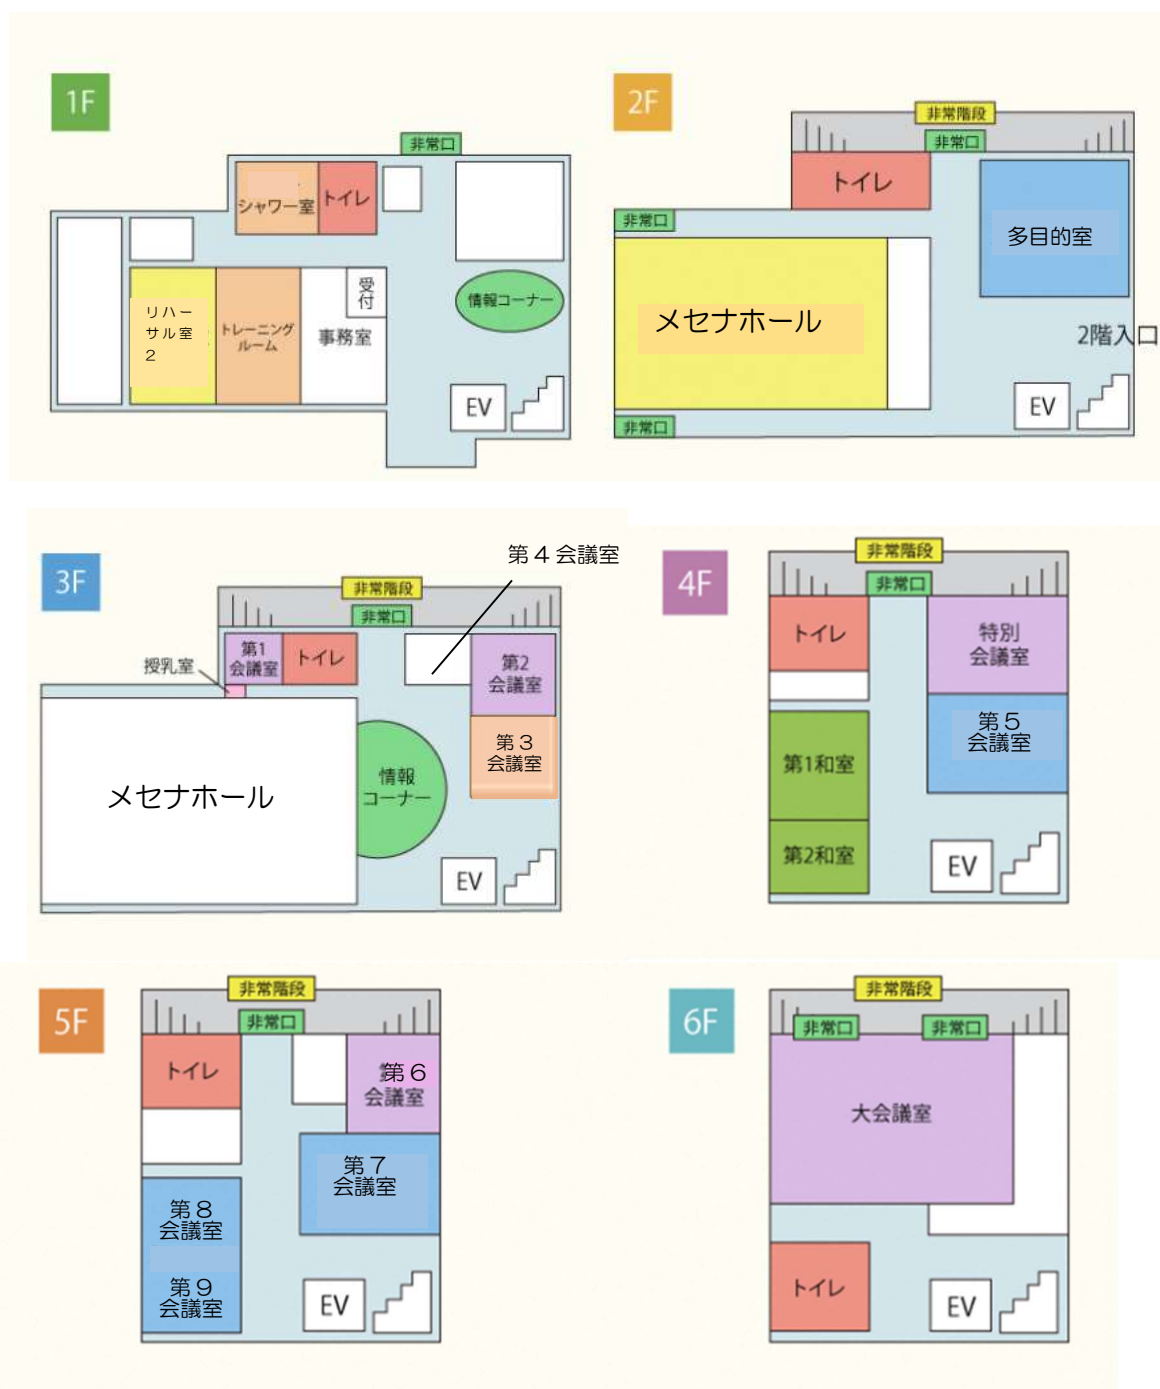 1F
非常口
シャワー室
トイレ
リハー
サル室
2
トレーニング
ルーム
受
付
事務室
情報コーナー
EV
2F
非常階段
非常口
トイレ
非常口
多目的室
メセナホール
2階入口
EV
非常口
3F
第4会議室
非常階段
非常口
第1
会議室
トイレ
授乳室
第2
会議室
第3
会議室
メセナホール
情報
コーナー
EV
4F
非常階段
非常口
トイレ
特別
会議室
第5
会議室
第1和室
第2和室
EV
5F
非常階段
非常口
トイレ
第6
会議室
第7
会議室
第8
会議室
第9
会議室
EV
6F
非常階段
非常口
非常口
大会議室
トイレ
EV